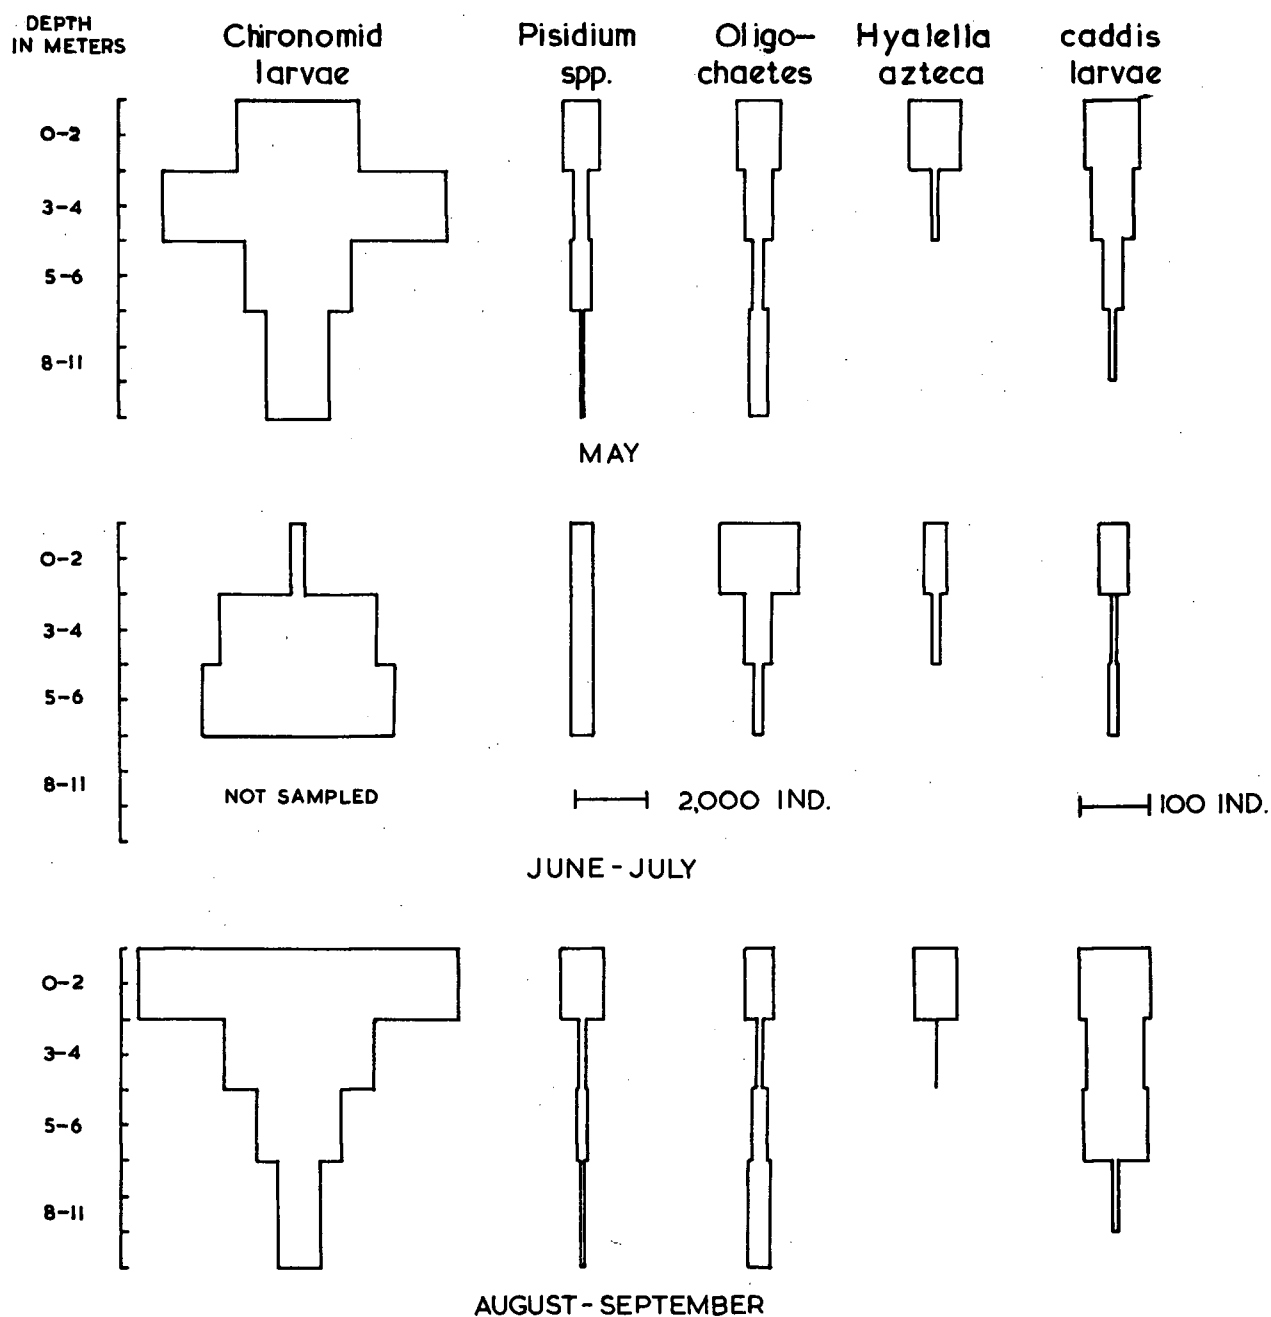 DEPTH
IN METERS
Chironomid
larvae
Pisidium
spp.
Oligo-
chaetes
Hyalella
azteca
caddis
larvae
0-2
3-4
5-6
8-11
MAY
0-2
3-4
5-6
8-11
NOT SAMPLED
2,000 IND.
100 IND.
JUNE-JULY
0-2
3-4
5-6
8-11
AUGUST-SEPTEMBER